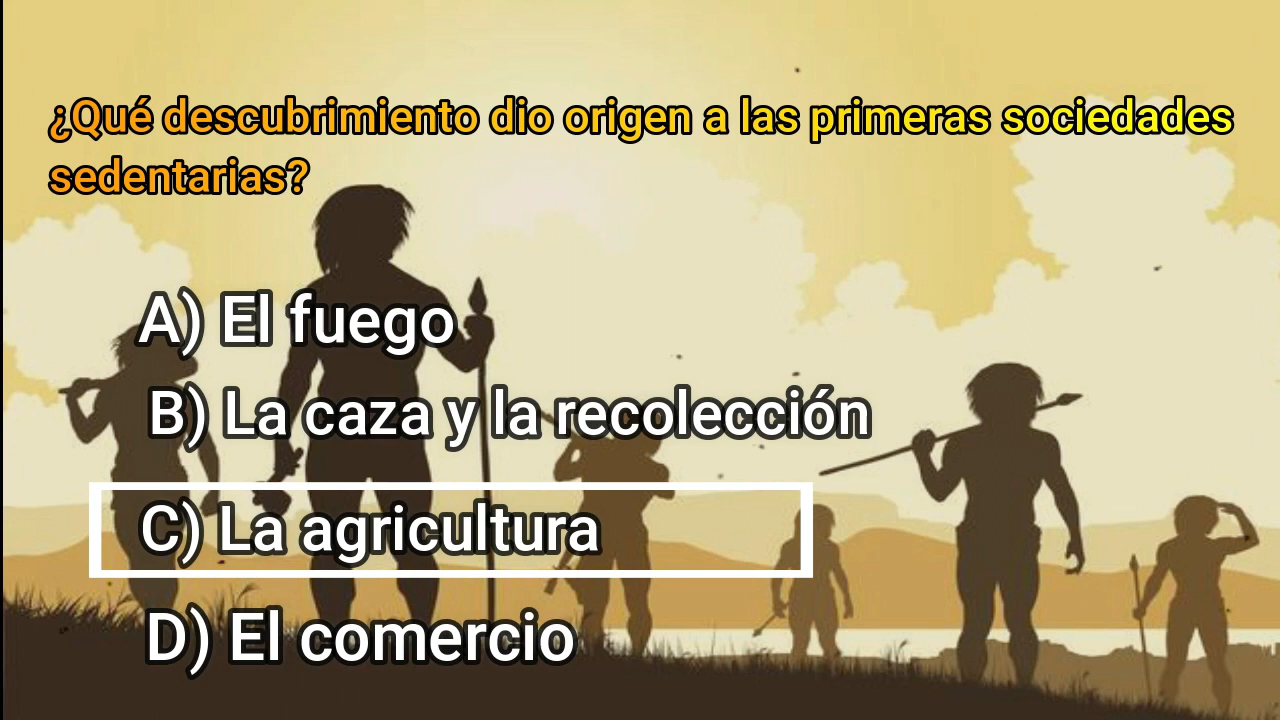 ¿Qué descubrimiento dio origen a las primeras sociedades
sedentarias?
A) El fuego
B) La caza y la recolección
C) La agricultura
D) El comercio